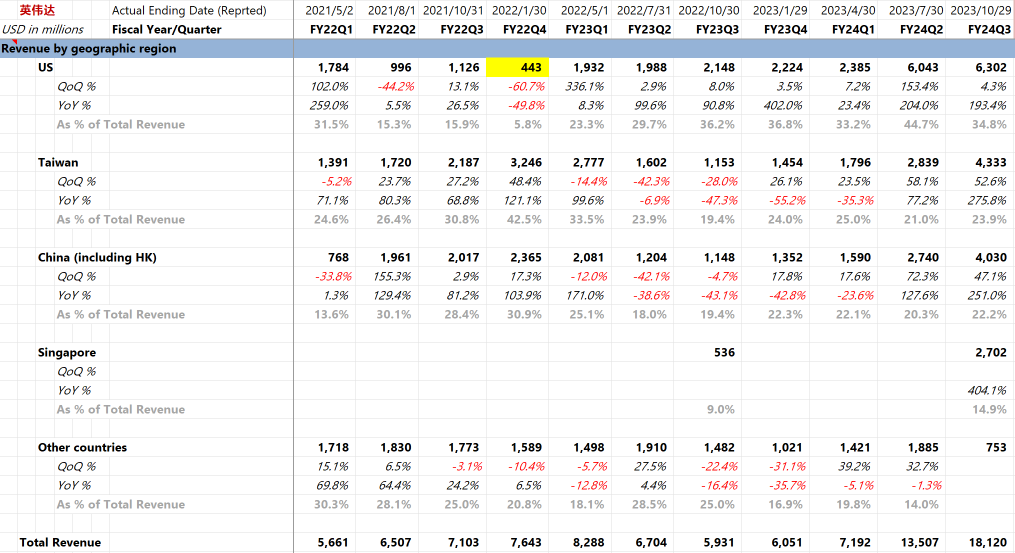 英伟达 Actual Ending Date (Reprted) 2021/5/2 2021/8/1 2021/10/31 2022/1/30 2022/5/1 2022/7/31 2022/10/30 2023/1/29 2023/4/30 2023/7/30 2023/10/29
USD in millions Fiscal Year/Quarter FY22Q1 FY22Q2 FY22Q3 FY22Q4 FY23Q1 FY23Q2 FY23Q3 FY23Q4 FY24Q1 FY24Q2 FY24Q3
Revenue by geographic region
US 1,784 996 1,126 443 1,932 1,988 2,148 2,224 2,385 6,043 6,302
QoQ % 102.0% -44.2% 13.1% -60.7% 336.1% 2.9% 8.0% 3.5% 7.2% 153.4% 4.3%
YoY % 259.0% 5.5% 26.5% -49.8% 8.3% 99.6% 90.8% 402.0% 23.4% 204.0% 193.4%
As % of Total Revenue 31.5% 15.3% 15.9% 5.8% 23.3% 29.7% 36.2% 36.8% 33.2% 44.7% 34.8%
Taiwan 1,391 1,720 2,187 3,246 2,777 1,602 1,153 1,454 1,796 2,839 4,333
QoQ % -5.2% 23.7% 27.2% 48.4% -14.4% -42.3% -28.0% 26.1% 23.5% 58.1% 52.6%
YoY % 71.1% 80.3% 68.8% 121.1% 99.6% -6.9% -47.3% -55.2% -35.3% 77.2% 275.8%
As % of Total Revenue 24.6% 26.4% 30.8% 42.5% 33.5% 23.9% 19.4% 24.0% 25.0% 21.0% 23.9%
China (including HK) 768 1,961 2,017 2,365 2,081 1,204 1,148 1,352 1,590 2,740 4,030
QoQ % -33.8% 155.3% 2.9% 17.3% -12.0% -42.1% -4.7% 17.8% 17.6% 72.3% 47.1%
YoY % 1.3% 129.4% 81.2% 103.9% 171.0% -38.6% -43.1% -42.8% -23.6% 127.6% 251.0%
As % of Total Revenue 13.6% 30.1% 28.4% 30.9% 25.1% 18.0% 19.4% 22.3% 22.1% 20.3% 22.2%
Singapore 536 2,702
QoQ %
YoY % 404.1%
As % of Total Revenue 9.0% 14.9%
Other countries 1,718 1,830 1,773 1,589 1,498 1,910 1,482 1,021 1,421 1,885 753
QoQ % 15.1% 6.5% -3.1% -10.4% -5.7% 27.5% -22.4% -31.1% 39.2% 32.7%
YoY % 69.8% 64.4% 24.2% 6.5% -12.8% 4.4% -16.4% -35.7% -5.1% -1.3%
As % of Total Revenue 30.3% 28.1% 25.0% 20.8% 18.1% 28.5% 25.0% 16.9% 19.8% 14.0%
Total Revenue 5,661 6,507 7,103 7,643 8,288 6,704 5,931 6,051 7,192 13,507 18,120